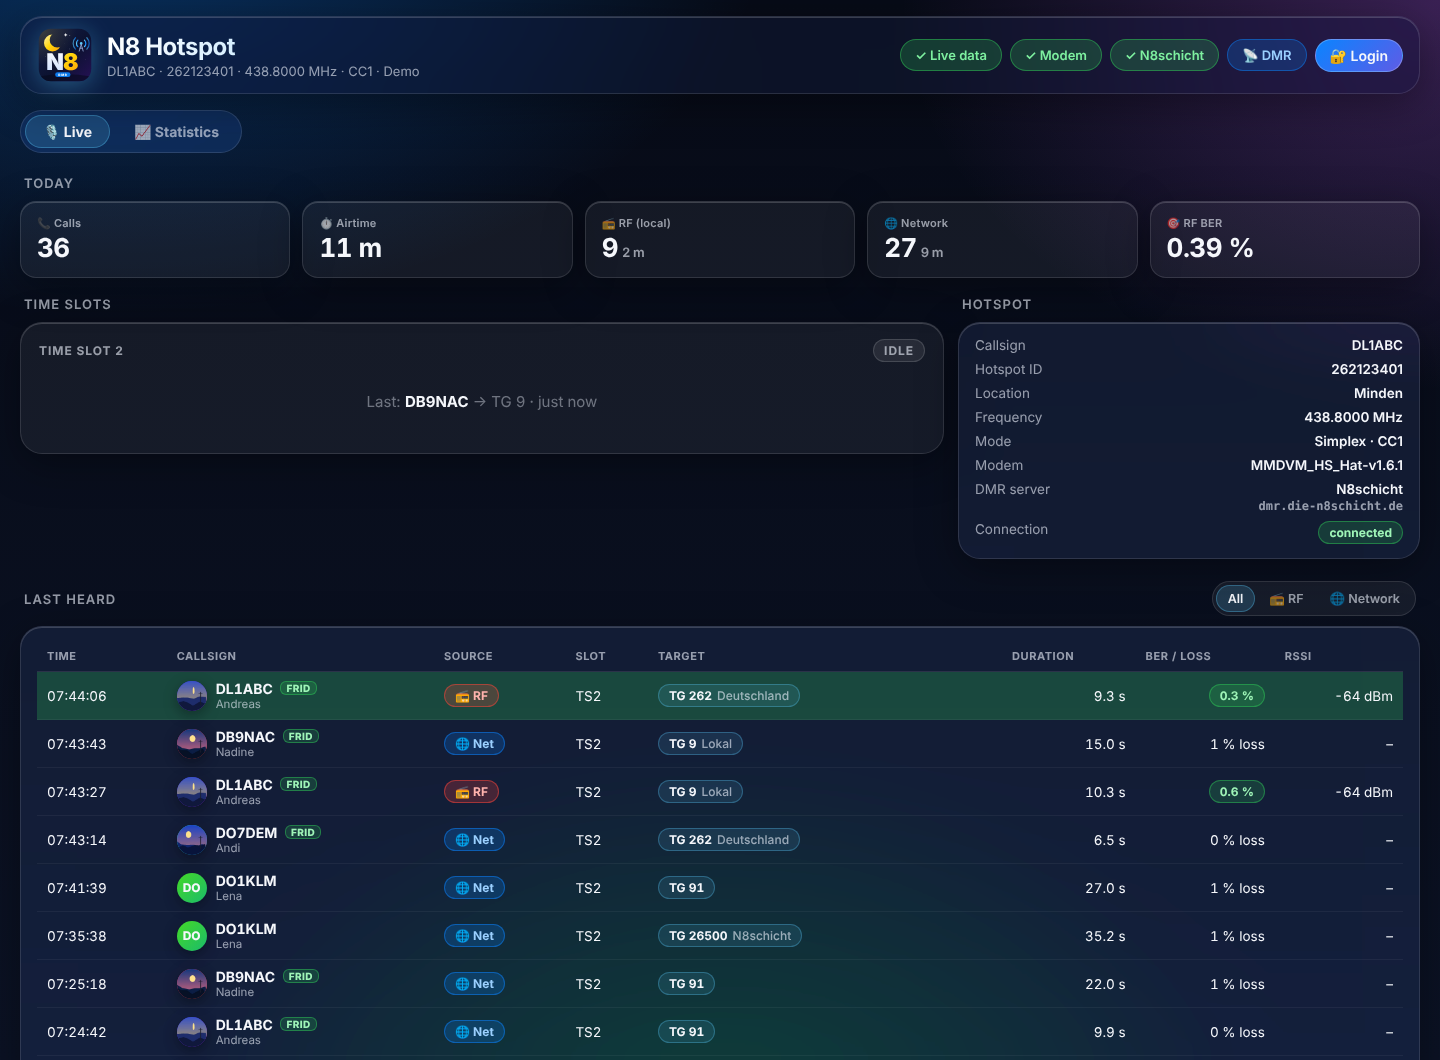 N8
DMR
N8 Hotspot
DL1ABC · 262123401 · 438.8000 MHz · CC1 · Demo
✓ Live data
✓ Modem
✓ N8schicht
📡 DMR
🔐 Login
🎙️ Live
📈 Statistics
TODAY
📞 Calls
36
⏱️ Airtime
11 m
📻 RF (local)
9 2 m
🌐 Network
27 9 m
🎯 RF BER
0.39 %
TIME SLOTS
TIME SLOT 2
IDLE
Last: DB9NAC → TG 9 · just now
HOTSPOT
Callsign DL1ABC
Hotspot ID 262123401
Location Minden
Frequency 438.8000 MHz
Mode Simplex · CC1
Modem MMDVM_HS_Hat-v1.6.1
DMR server N8schicht
dmr.die-n8schicht.de
Connection connected
LAST HEARD
All 📻 RF 🌐 Network
TIME CALLSIGN SOURCE SLOT TARGET DURATION BER / LOSS RSSI
07:44:06 DL1ABC FRID 📻 RF TS2 TG 262 Deutschland 9.3 s 0.3 % -64 dBm
Andreas
07:43:43 DB9NAC FRID 🌐 Net TS2 TG 9 Lokal 15.0 s 1 % loss –
Nadine
07:43:27 DL1ABC FRID 📻 RF TS2 TG 9 Lokal 10.3 s 0.6 % -64 dBm
Andreas
07:43:14 DO7DEM FRID 🌐 Net TS2 TG 262 Deutschland 6.5 s 0 % loss –
Andi
07:41:39 DO DO1KLM 🌐 Net TS2 TG 91 27.0 s 1 % loss –
Lena
07:35:38 DO DO1KLM 🌐 Net TS2 TG 26500 N8schicht 35.2 s 1 % loss –
Lena
07:25:18 DB9NAC FRID 🌐 Net TS2 TG 91 22.0 s 1 % loss –
Nadine
07:24:42 DL1ABC FRID 🌐 Net TS2 TG 91 9.9 s 0 % loss –
Andreas